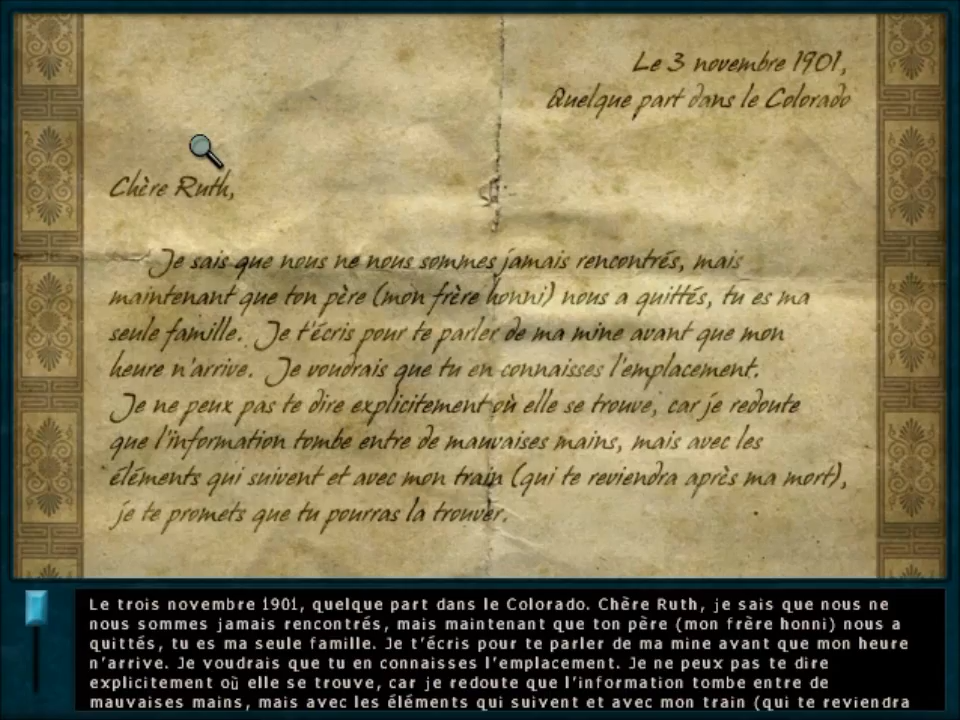 Le 3 novembre 1901,
Quelque part dans le Colorado
Chère Ruth,
Je sais que nous ne nous sommes jamais rencontrés, mais
maintenant que ton père (mon frère honni) nous a quittés, tu es ma
seule famille. Je t'écris pour te parler de ma mine avant que mon
heure n'arrive. Je voudrais que tu en connaisses l'emplacement.
Je ne peux pas te dire explicitement où elle se trouve, car je redoute
que l'information tombe entre de mauvaises mains, mais avec les
éléments qui suivent et avec mon train (qui te reviendra après ma mort),
je te promets que tu pourras la trouver.
Le trois novembre 1901, quelque part dans le Colorado. Chère Ruth, je sais que nous ne
nous sommes jamais rencontrés, mais maintenant que ton père (mon frère honni) nous a
quittés, tu es ma seule famille. Je t'écris pour te parler de ma mine avant que mon heure
n'arrive. Je voudrais que tu en connaisses l'emplacement. Je ne peux pas te dire
explicitement où elle se trouve, car je redoute que l'information tombe entre de
mauvaises mains, mais avec les éléments qui suivent et avec mon train (qui te reviendra